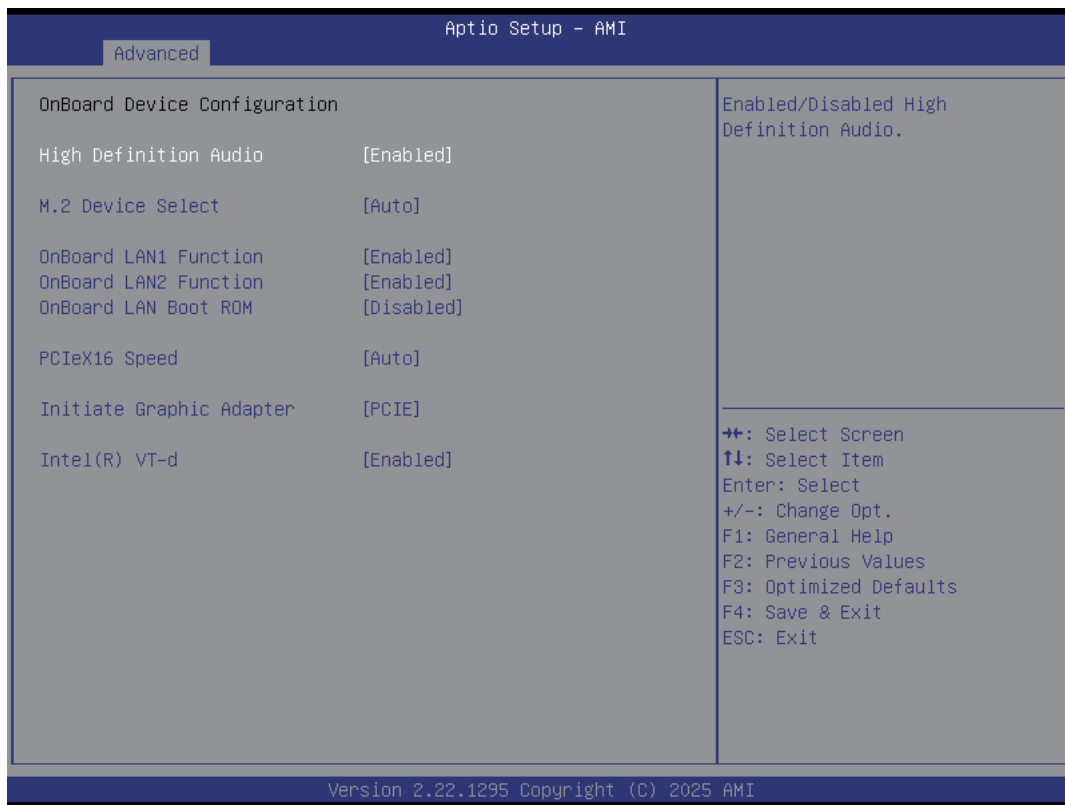 Aptio Setup – AMI
Advanced
OnBoard Device Configuration
High Definition Audio [Enabled]
M.2 Device Select [Auto]
OnBoard LAN1 Function [Enabled]
OnBoard LAN2 Function [Enabled]
OnBoard LAN Boot ROM [Disabled]
PCIeX16 Speed [Auto]
Initiate Graphic Adapter [PCIE]
Intel(R) VT-d [Enabled]
Enabled/Disabled High
Definition Audio.
→←: Select Screen
↑↓: Select Item
Enter: Select
+/-: Change Opt.
F1: General Help
F2: Previous Values
F3: Optimized Defaults
F4: Save & Exit
ESC: Exit
Version 2.22.1295 Copyright (C) 2025 AMI